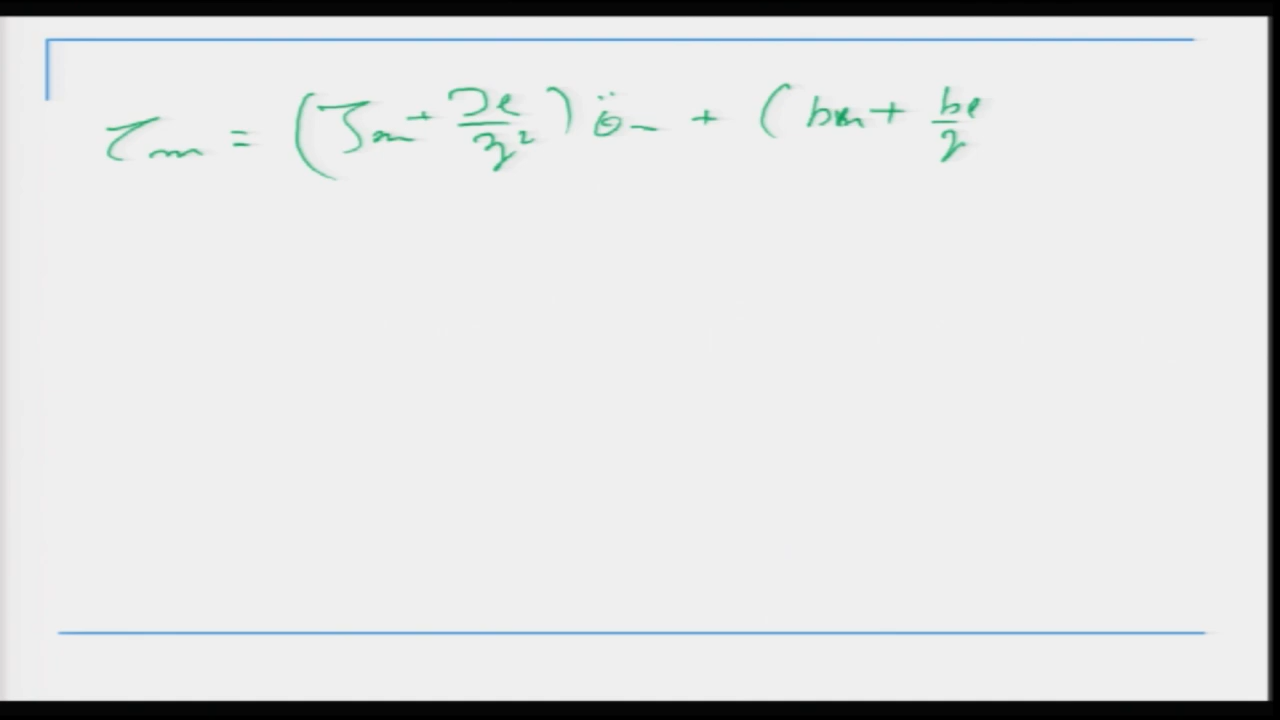 τm = (Jm + Jl/η²) θ̈m + (bm + bl/η